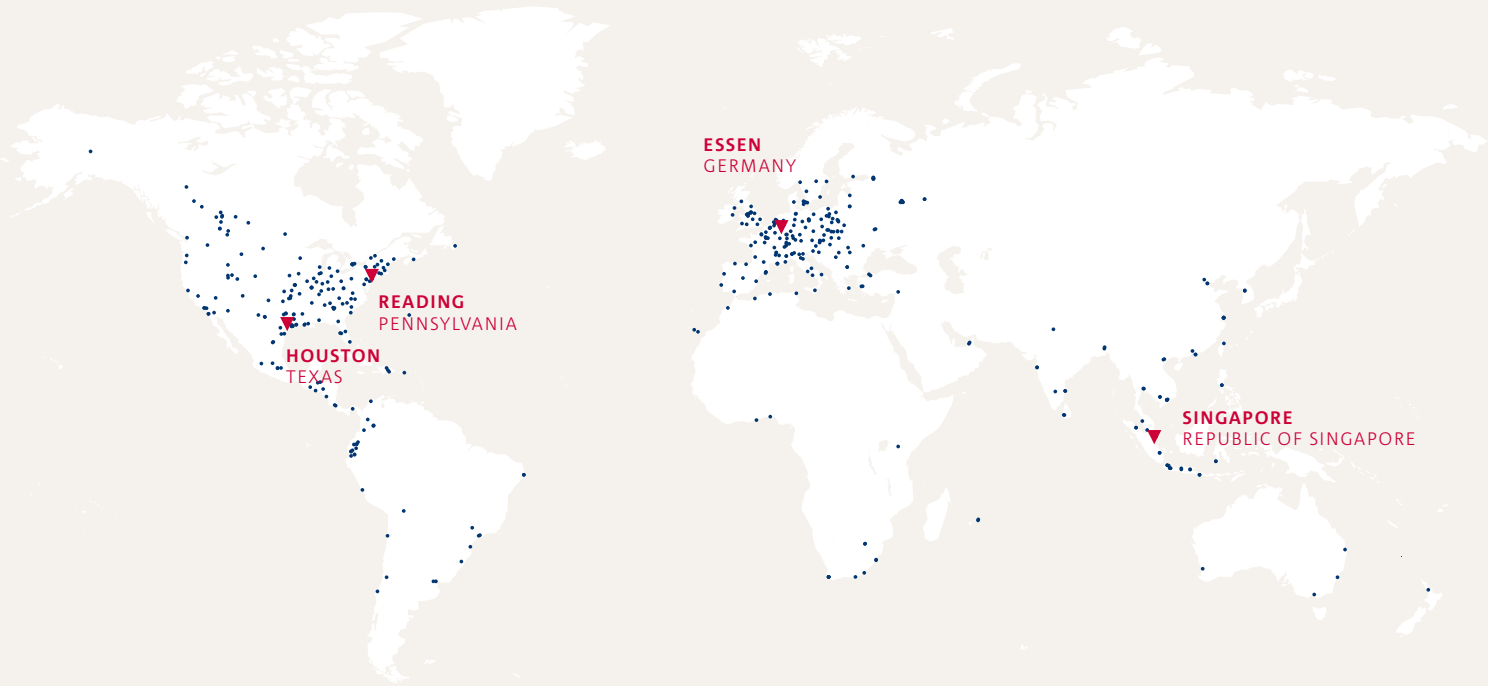 ESSEN
GERMANY
READING
PENNSYLVANIA
HOUSTON
TEXAS
SINGAPORE
REPUBLIC OF SINGAPORE